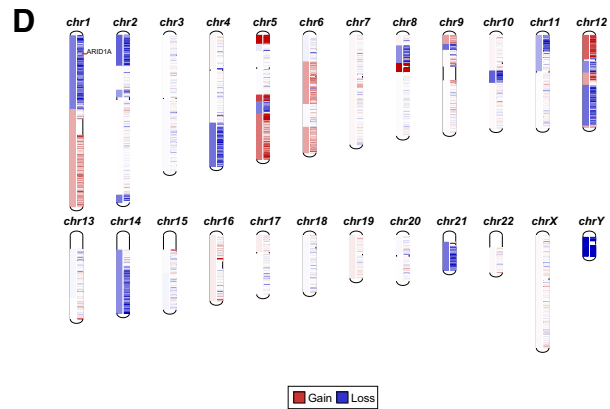 D
chr1 chr2 chr3 chr4 chr5 chr6 chr7 chr8 chr9 chr10 chr11 chr12
ARID1A
chr13 chr14 chr15 chr16 chr17 chr18 chr19 chr20 chr21 chr22 chrX chrY
Gain Loss